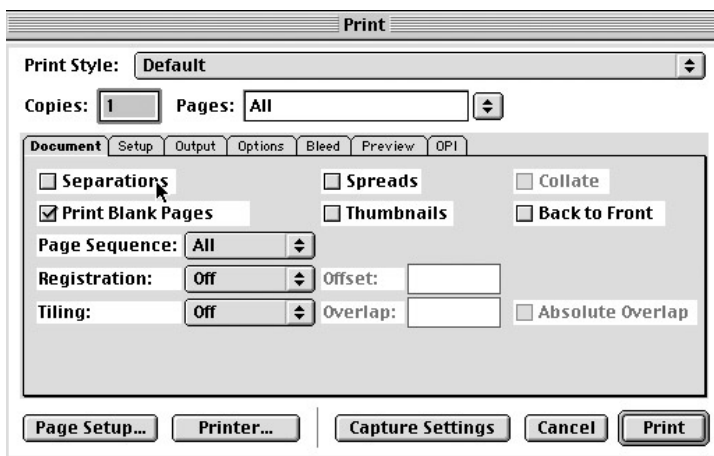 Print
Print Style: Default
Copies: 1 Pages: All
Document Setup Output Options Bleed Preview OPI
Separations Spreads Collate
Print Blank Pages Thumbnails Back to Front
Page Sequence: All
Registration: Off Offset:
Tiling: Off Overlap: Absolute Overlap
Page Setup... Printer... Capture Settings Cancel Print